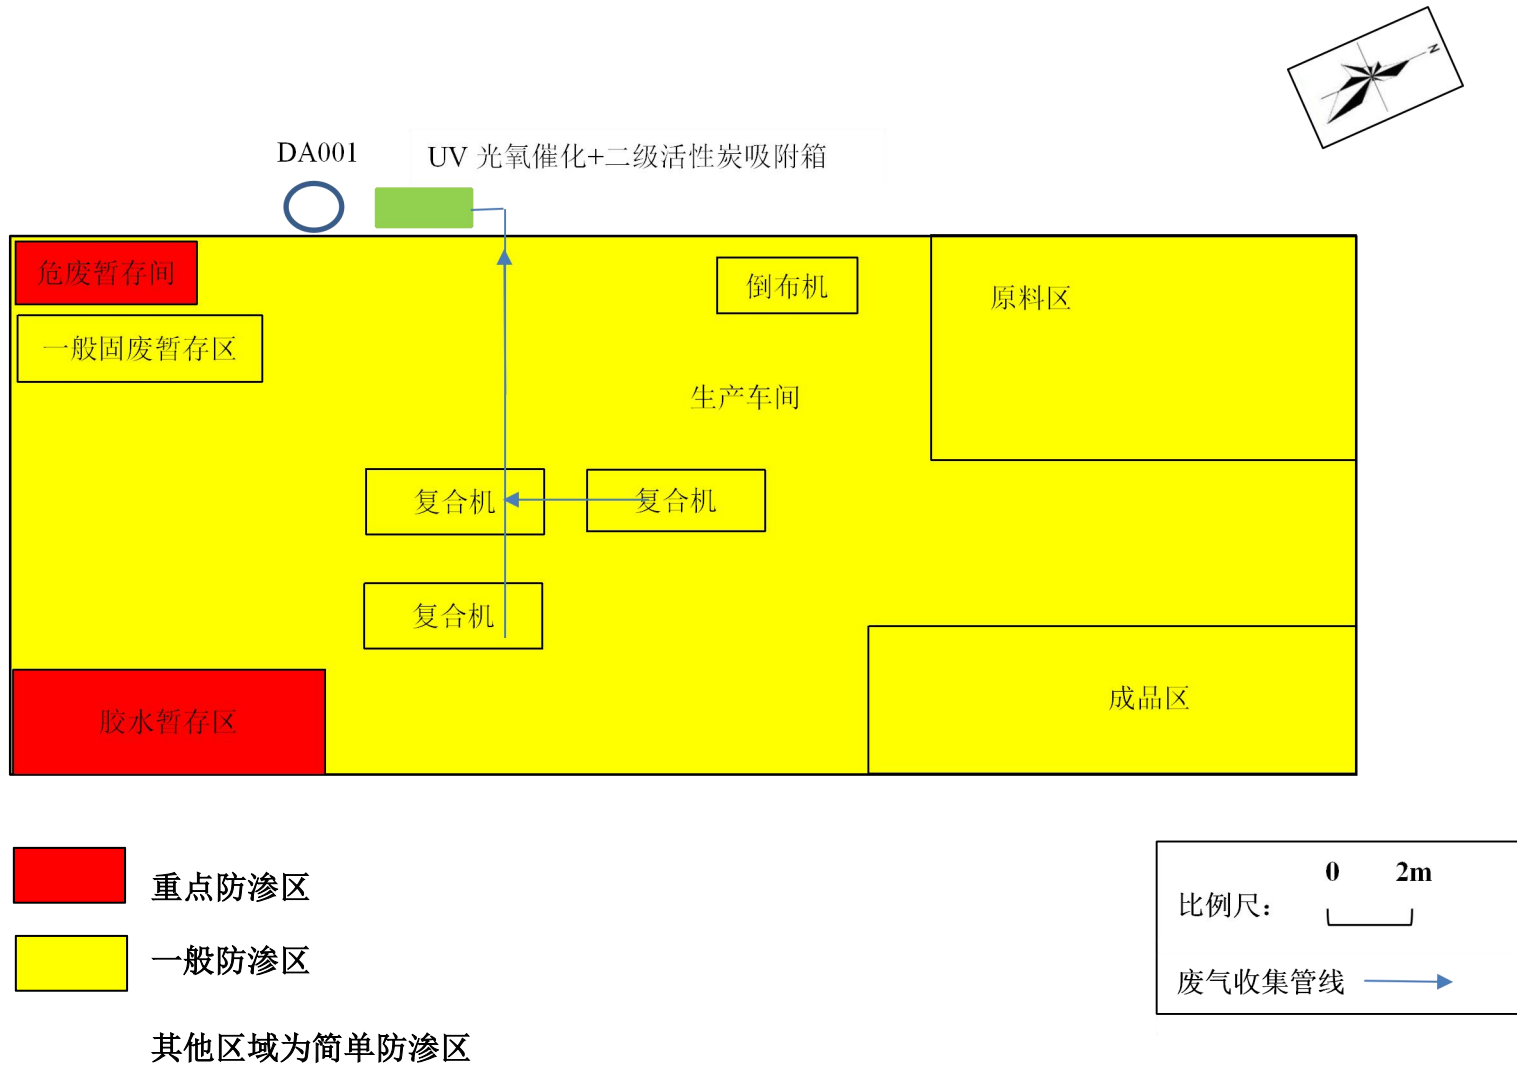 N
DA001
UV 光氧催化+二级活性炭吸附箱
危废暂存间
倒布机
原料区
一般固废暂存区
生产车间
复合机
复合机
复合机
成品区
胶水暂存区
重点防渗区
一般防渗区
其他区域为简单防渗区
0 2m
比例尺：
废气收集管线